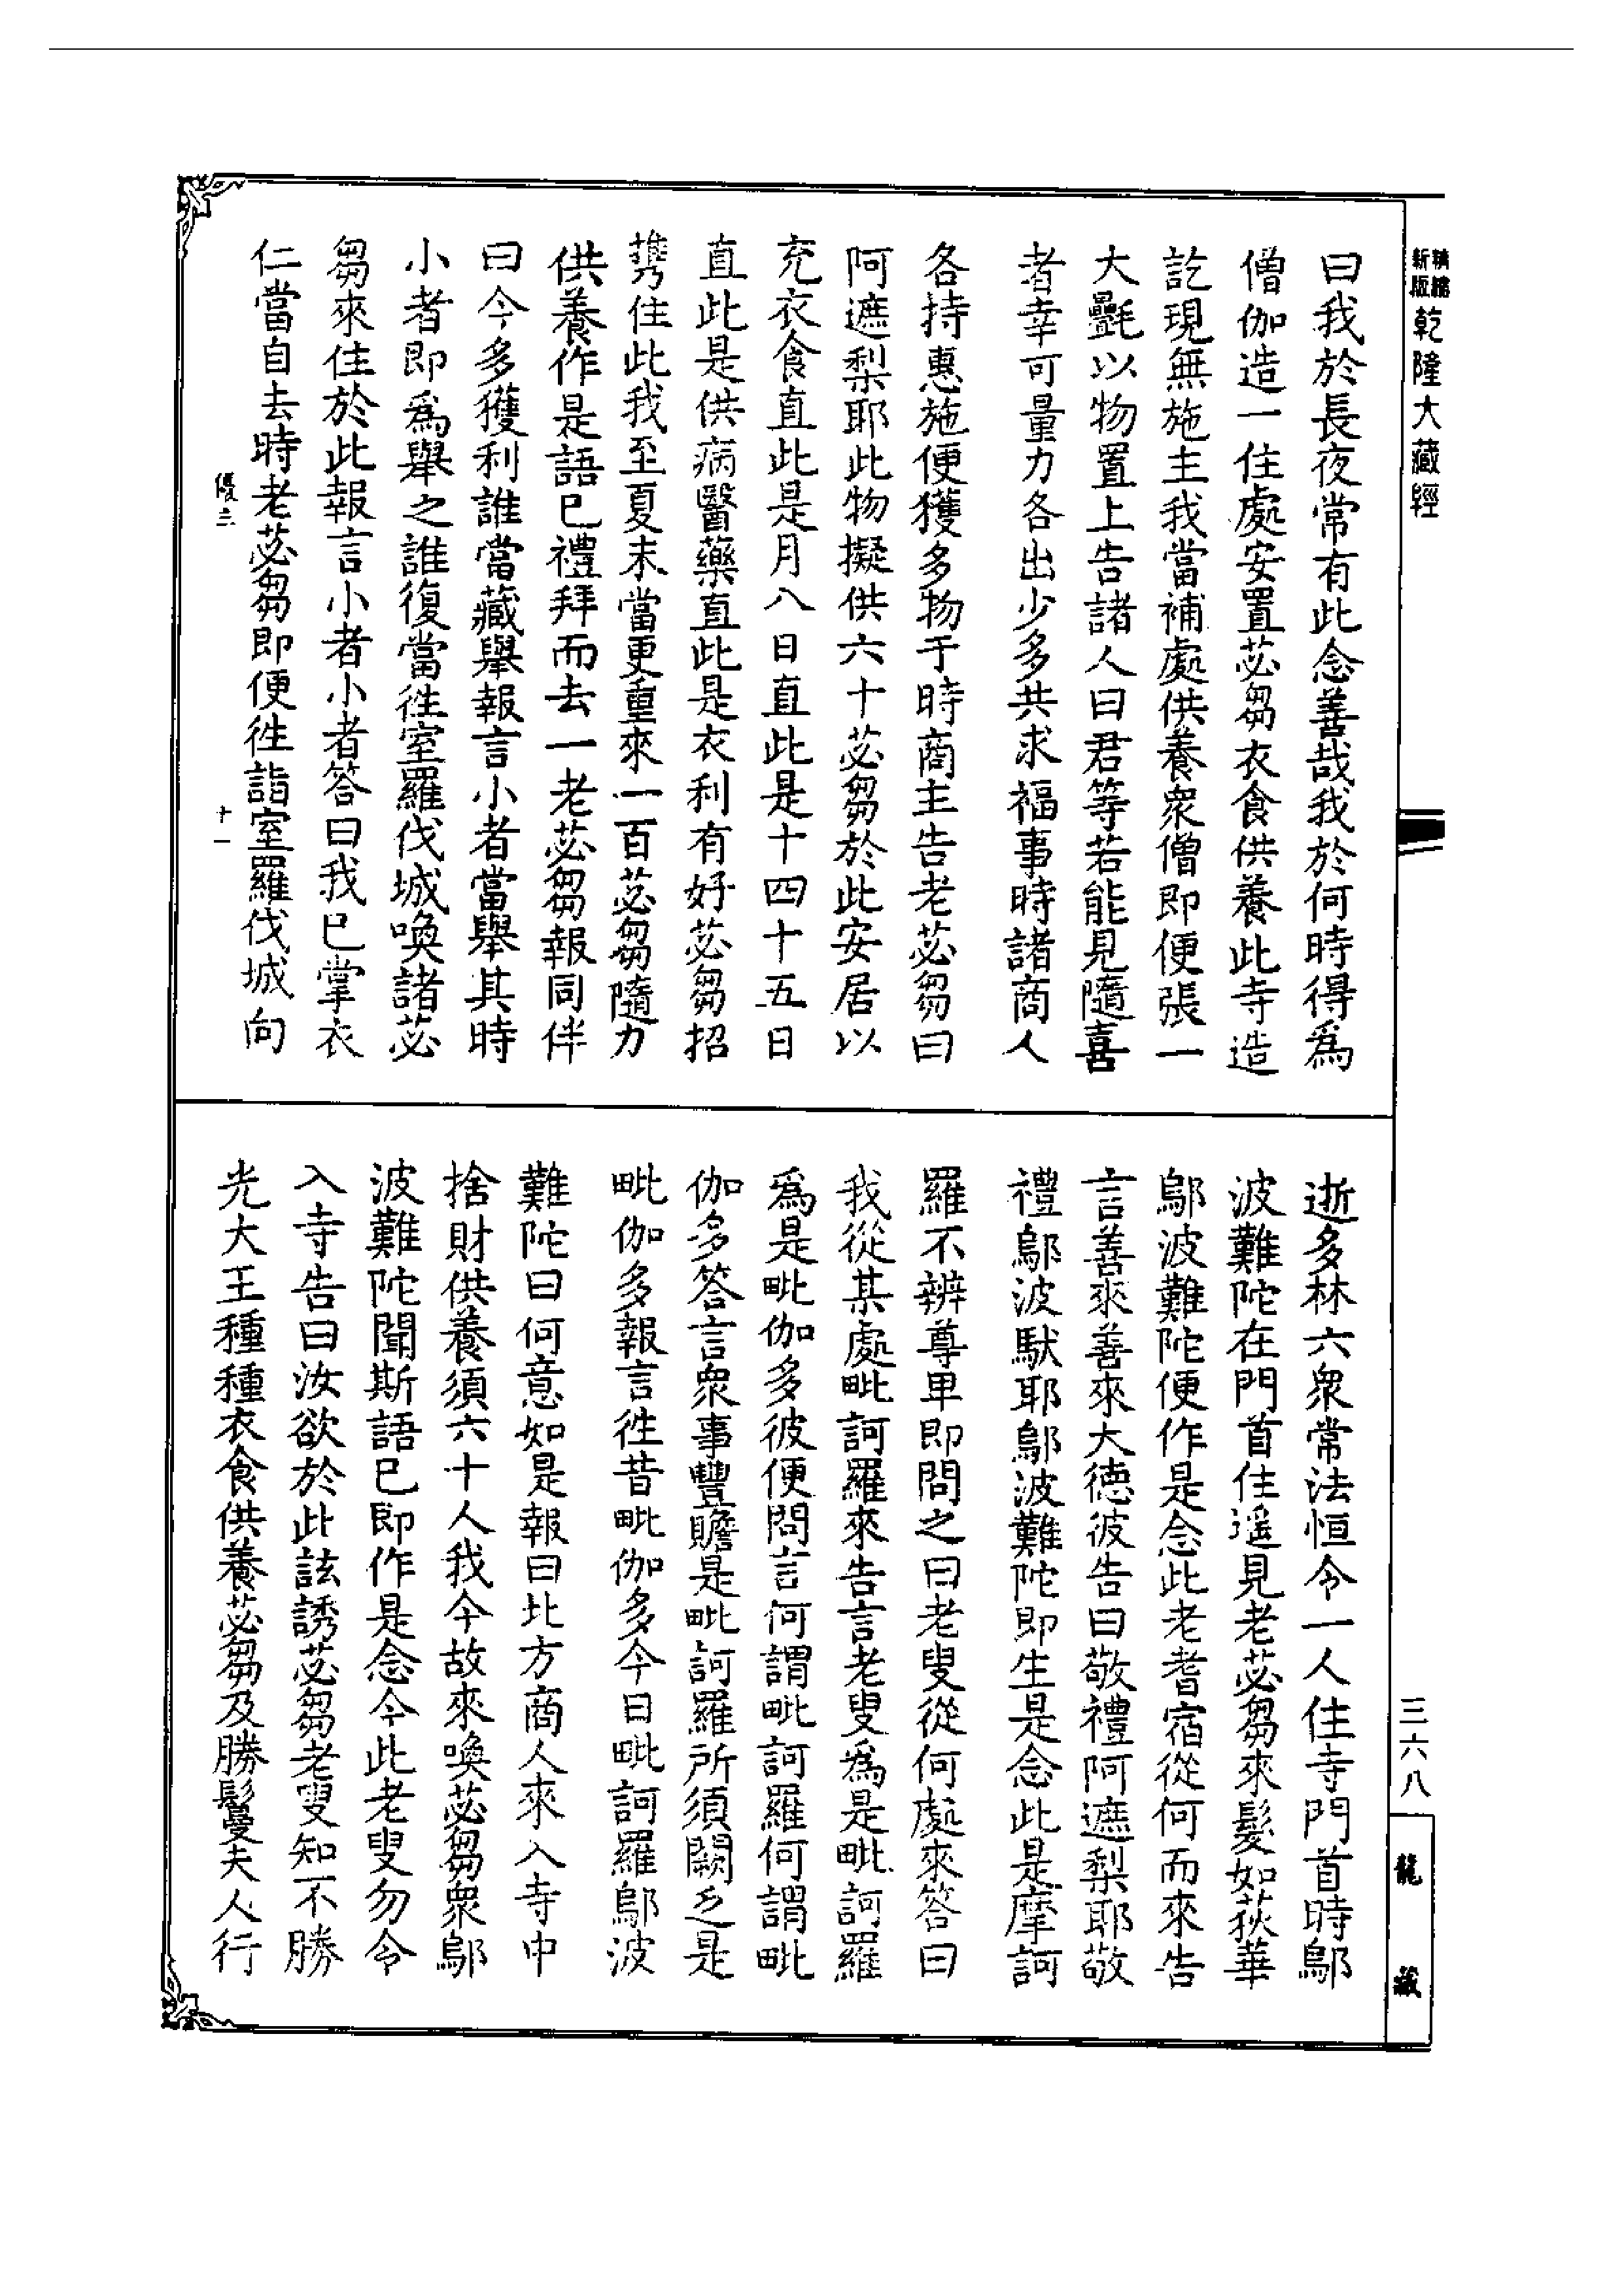 精縮
新版
乾隆大藏經
曰我於長夜常有此念善哉我於何時得爲
僧伽造一住處安置苾芻衣食供養此寺造
訖現無施主我當補處供養衆僧即便張一
大㲲以物置上告諸人曰君等若能見隨喜
者幸可量力各出少多共求福事時諸商人
各持惠施便獲多物于時商主告老苾芻曰
阿遮梨耶此物擬供六十苾芻於此安居以
充衣食直此是月八日直此是十四十五日
直此是供病醫藥直此是衣利有好苾芻招
擕住此我至夏末當更重來一百苾芻隨力
供養作是語已禮拜而去一老苾芻報同伴
曰今多獲利誰當藏舉報言小者當舉其時
小者即爲舉之誰復當往室羅伐城喚諸苾
芻來住於此報言小者小者答曰我已掌衣
仁當自去時老苾芻即便往詣室羅伐城向
優三
十一
逝多林六衆常法恒令一人住寺門首時鄔
波難陀在門首住遥見老苾芻來髮如荻華
鄔波難陀便作是念此老耆宿從何而來告
言善來善來大德彼告曰敬禮阿遮梨耶敬
禮鄔波馱耶鄔波難陀即生是念此是摩訶
羅不辨尊卑即問之曰老叟從何處來答曰
我從某處毗訶羅來告言老叟爲是毗訶羅
爲是毗伽多彼便問言何謂毗訶羅何謂毗
伽多答言衆事豐贍是毗訶羅所須闕乏是
毗伽多報言往昔毗伽多今日毗訶羅鄔波
難陀曰何意如是報曰北方商人來入寺中
捨財供養須六十人我今故來喚苾芻衆鄔
波難陀聞斯語已即作是念今此老叟勿令
入寺告曰汝欲於此詃誘苾芻老叟知不勝
光大王種種衣食供養苾芻及勝鬘夫人行
三六八
龍藏